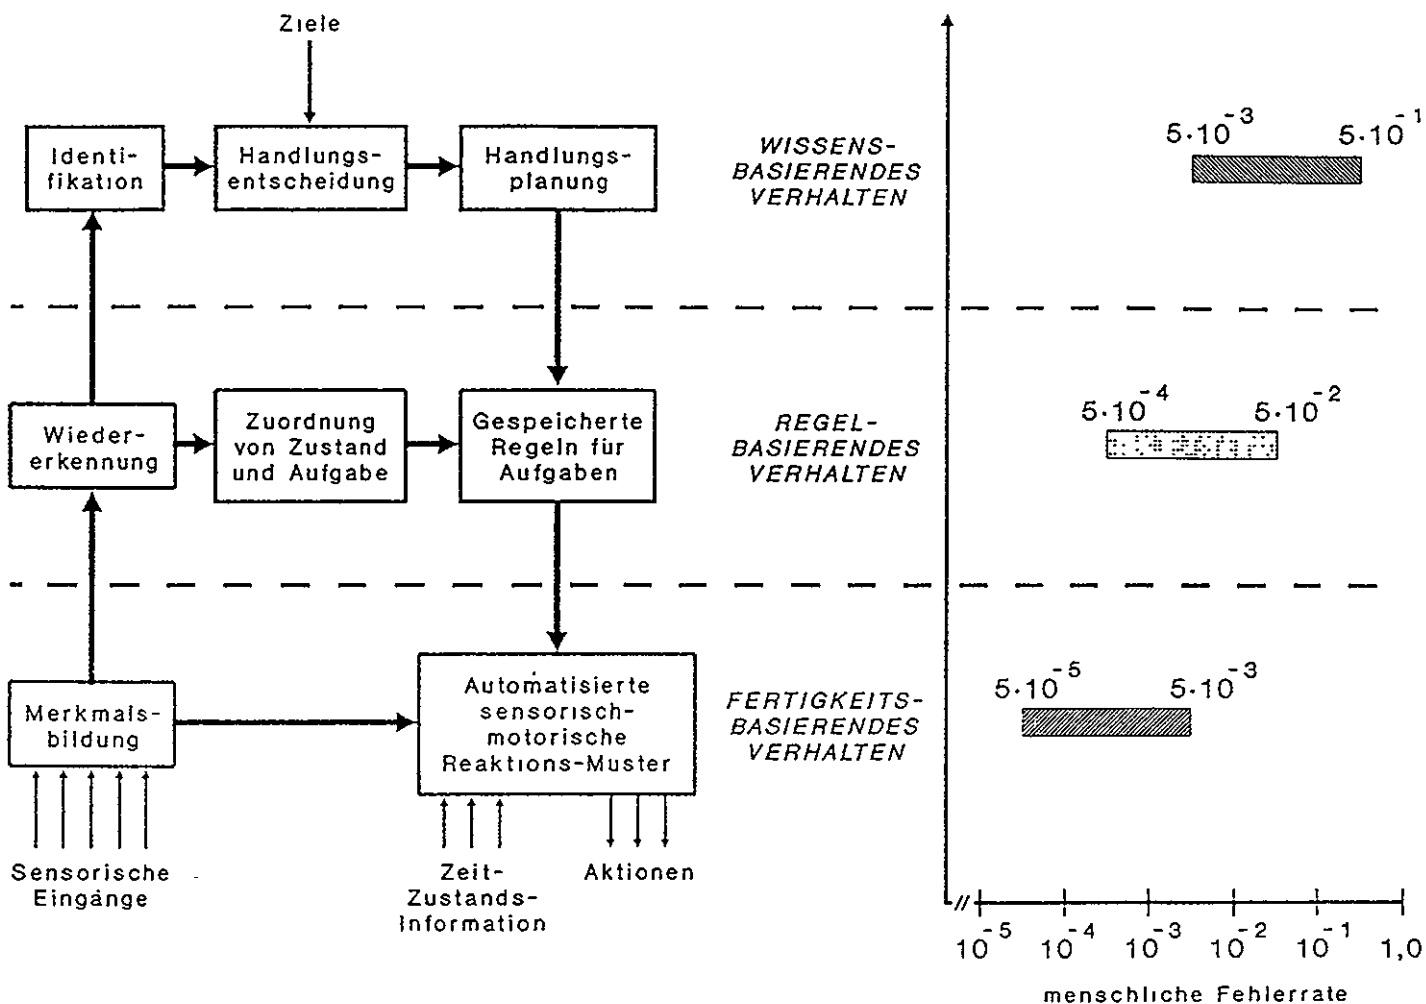 Ziele
Identi-
fikation
Handlungs-
entscheidung
Handlungs-
planung
WISSENS-
BASIERENDES
VERHALTEN
5·10⁻³
5·10⁻¹
Wieder-
erkennung
Zuordnung
von Zustand
und Aufgabe
Gespeicherte
Regeln für
Aufgaben
REGEL-
BASIERENDES
VERHALTEN
5·10⁻⁴
5·10⁻²
Merkmals-
bildung
Automatisierte
sensorisch-
motorische
Reaktions-Muster
FERTIGKEITS-
BASIERENDES
VERHALTEN
5·10⁻⁵
5·10⁻³
Sensorische
Eingänge
Zeit-
Zustands-
Information
Aktionen
10⁻⁵ 10⁻⁴ 10⁻³ 10⁻² 10⁻¹ 1,0
menschliche Fehlerrate